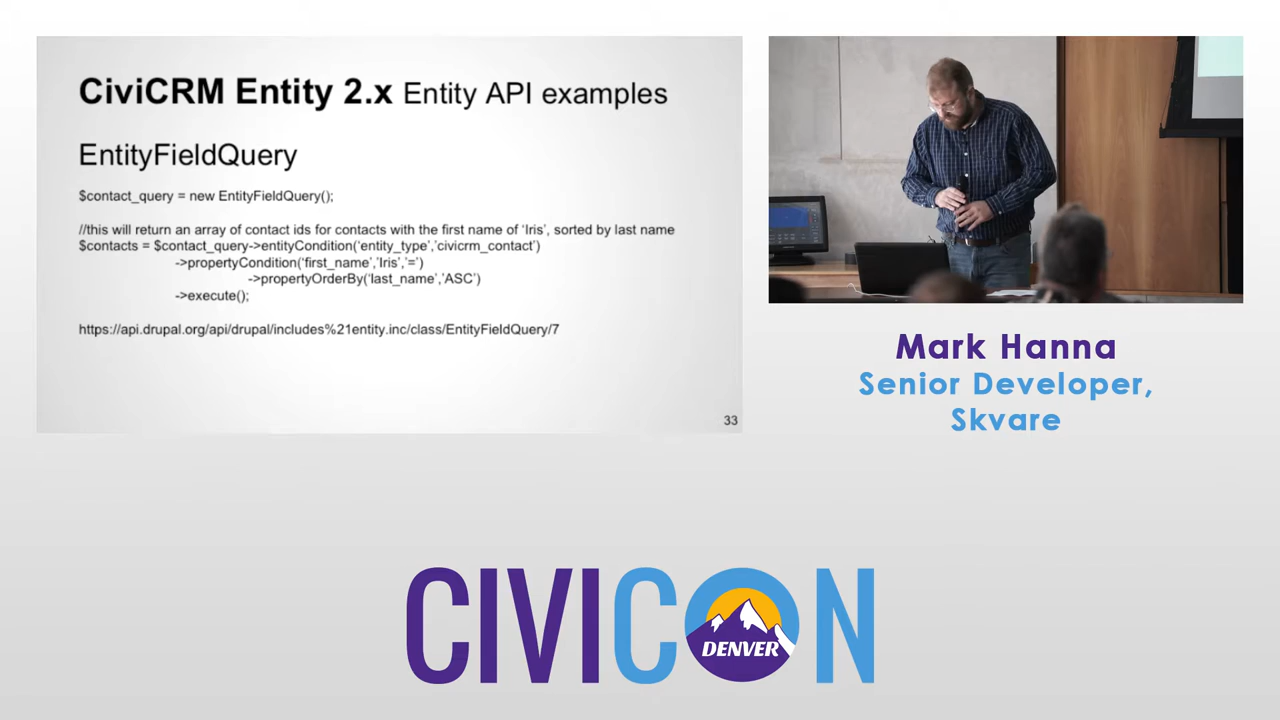 CiviCRM Entity 2.x Entity API examples
EntityFieldQuery
$contact_query = new EntityFieldQuery();
//this will return an array of contact ids for contacts with the first name of 'Iris', sorted by last name
$contacts = $contact_query->entityCondition('entity_type','civicrm_contact')
->propertyCondition('first_name','Iris','=')
->propertyOrderBy('last_name','ASC')
->execute();
https://api.drupal.org/api/drupal/includes%21entity.inc/class/EntityFieldQuery/7
33
Mark Hanna
Senior Developer,
Skvare
CIVICON
DENVER